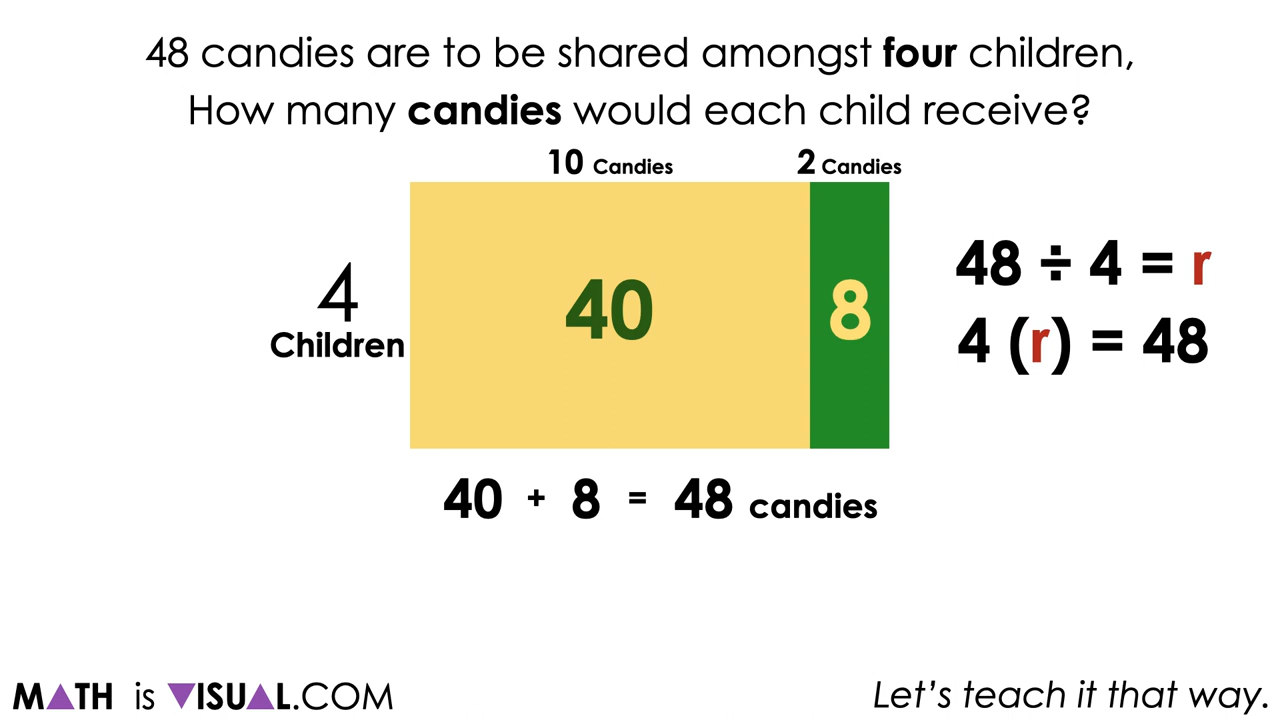 48 candies are to be shared amongst four children,
How many candies would each child receive?
10 Candies 2 Candies
4
Children
40
8
48 ÷ 4 = r
4 (r) = 48
40 + 8 = 48 candies
MATH is VISUAL.COM
Let's teach it that way.